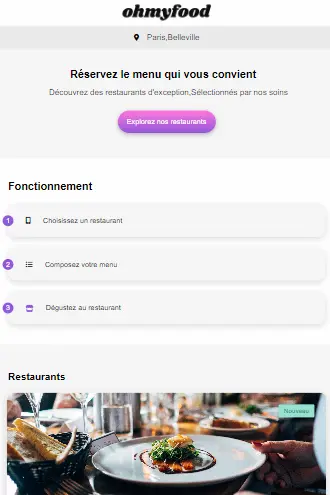 ohmyfood
Paris,Belleville
Réservez le menu qui vous convient
Découvrez des restaurants d'exception,Sélectionnés par nos soins
Explorez nos restaurants
Fonctionnement
1 Choisissez un restaurant
2 Composez votre menu
3 Dégustez au restaurant
Restaurants
Nouveau